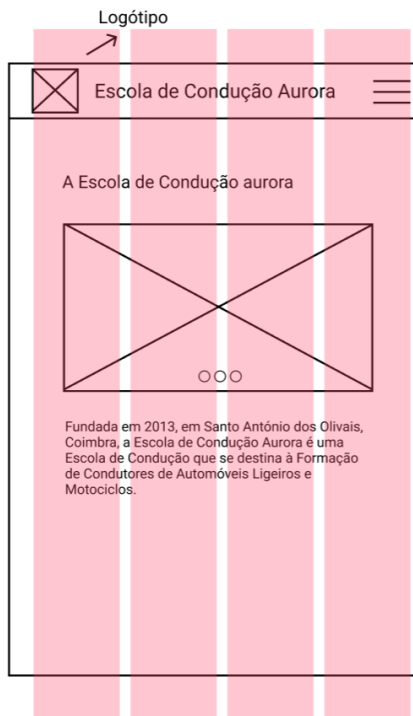 Logótipo
Escola de Condução Aurora
A Escola de Condução aurora
Fundada em 2013, em Santo António dos Olivais,
Coimbra, a Escola de Condução Aurora é uma
Escola de Condução que se destina à Formação
de Condutores de Automóveis Ligeiros e
Motociclos.